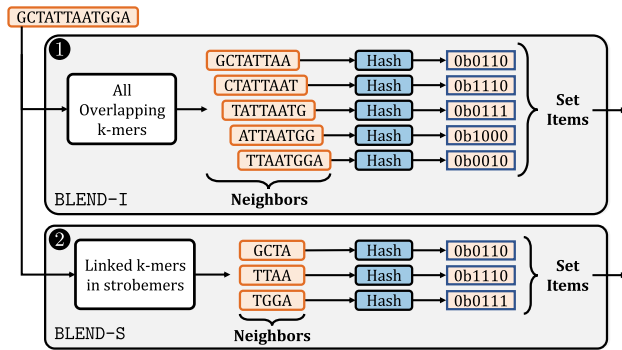 GCTATTAATGGA
1
All
Overlapping
k-mers
GCTATTAA Hash 0b0110
CTATTAAT Hash 0b1110
TATTAATG Hash 0b0111
ATTAATGG Hash 0b1000
TTAATGGA Hash 0b0010
Set
Items
Neighbors
BLEND-I
2
Linked k-mers
in strobemers
GCTA Hash 0b0110
TTAA Hash 0b1110
TGGA Hash 0b0111
Set
Items
Neighbors
BLEND-S